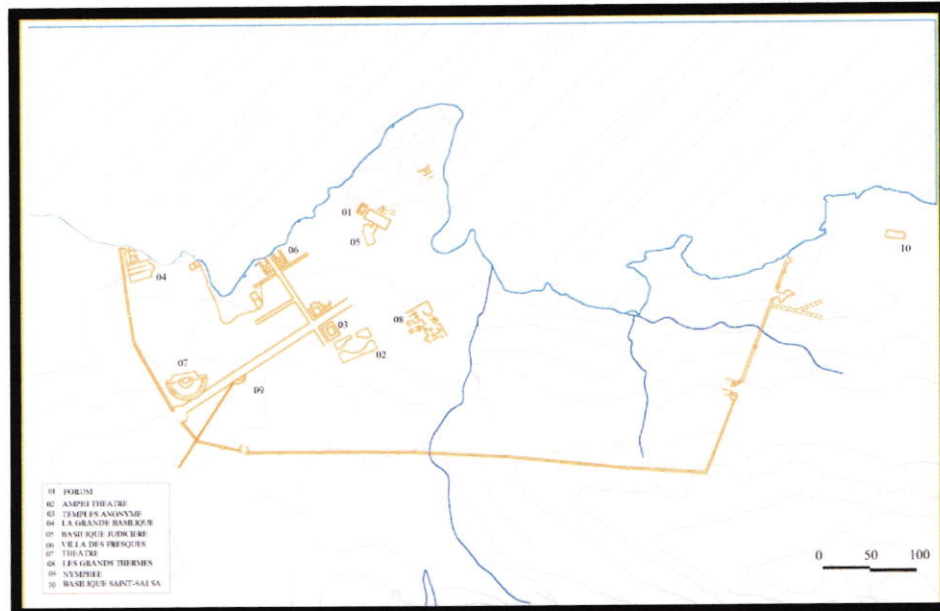 01
05
06
10
04
03
08
02
07
09
01 FORUM
02 AMPHI THEATRE
03 TEMPLES ANONYME
04 LA GRANDE BASILIQUE
05 BASILIQUE JUDICIERE
06 VILLA DES FRESQUES
07 THEATRE
08 LES GRANDS THERMES
09 NYMPHEE
10 BASILIQUE SAINT-SALSA
0 50 100